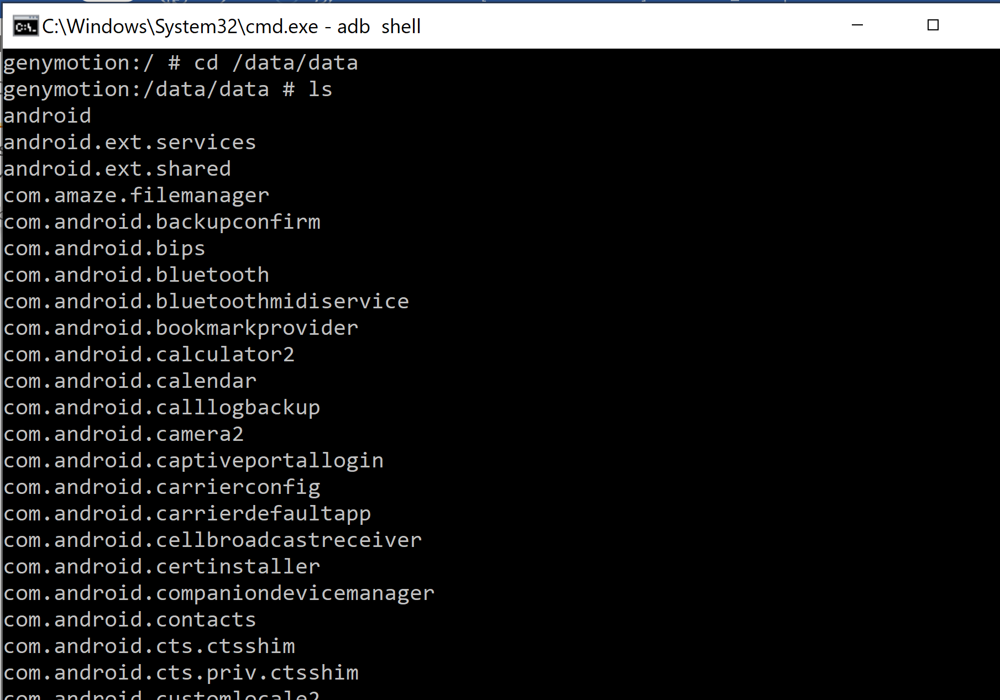 C:\Windows\System32\cmd.exe - adb  shell
genymotion:/ # cd /data/data
genymotion:/data/data # ls
android
android.ext.services
android.ext.shared
com.amaze.filemanager
com.android.backupconfirm
com.android.bips
com.android.bluetooth
com.android.bluetoothmidiservice
com.android.bookmarkprovider
com.android.calculator2
com.android.calendar
com.android.calllogbackup
com.android.camera2
com.android.captiveportallogin
com.android.carrierconfig
com.android.carrierdefaultapp
com.android.cellbroadcastreceiver
com.android.certinstaller
com.android.companiondevicemanager
com.android.contacts
com.android.cts.ctsshim
com.android.cts.priv.ctsshim
com.android.customlocale2